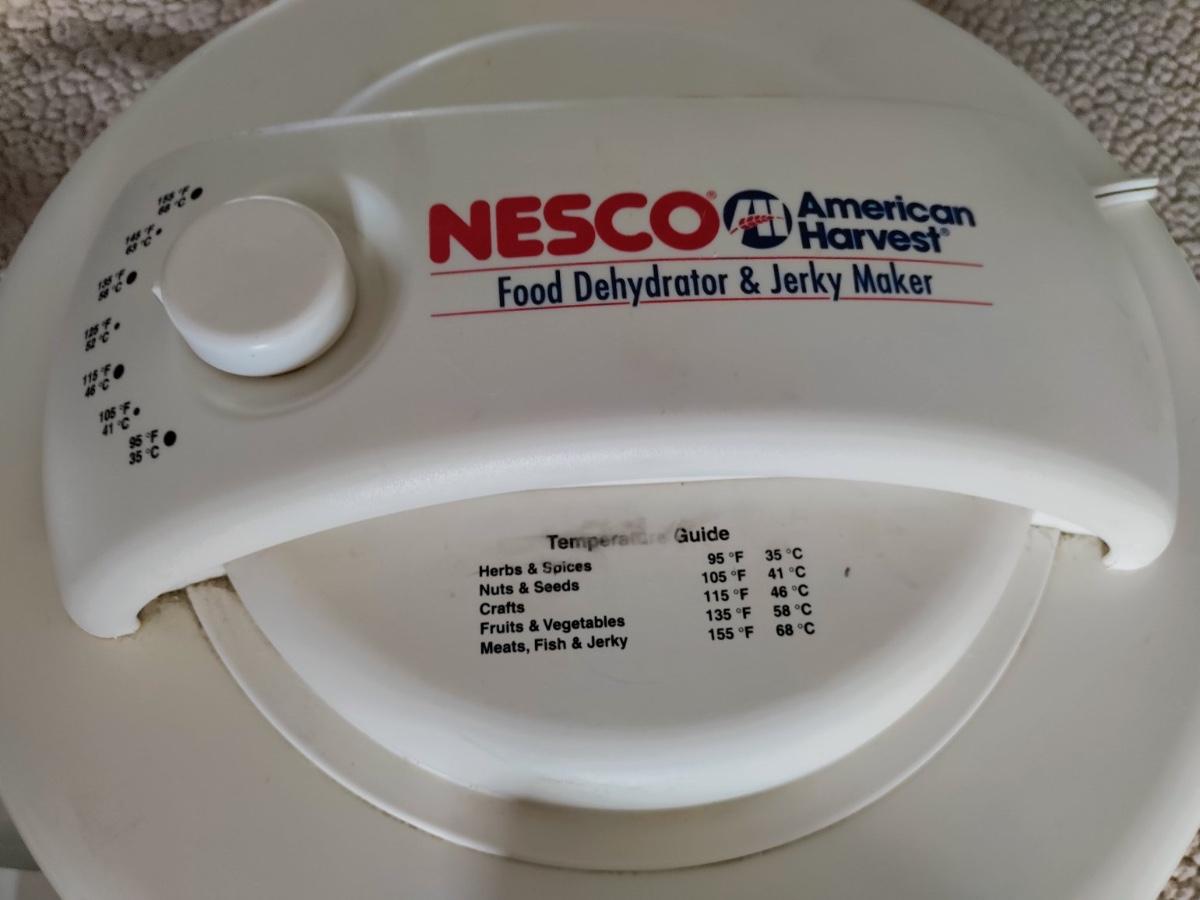 NESCO® American
Harvest®
Food Dehydrator & Jerky Maker
155 °F
68 °C
145 °F
63 °C
135 °F
58 °C
125 °F
52 °C
115 °F
46 °C
105 °F
41 °C
95 °F
35 °C
Temperature Guide
Herbs & Spices 95 °F 35 °C
Nuts & Seeds 105 °F 41 °C
Crafts 115 °F 46 °C
Fruits & Vegetables 135 °F 58 °C
Meats, Fish & Jerky 155 °F 68 °C